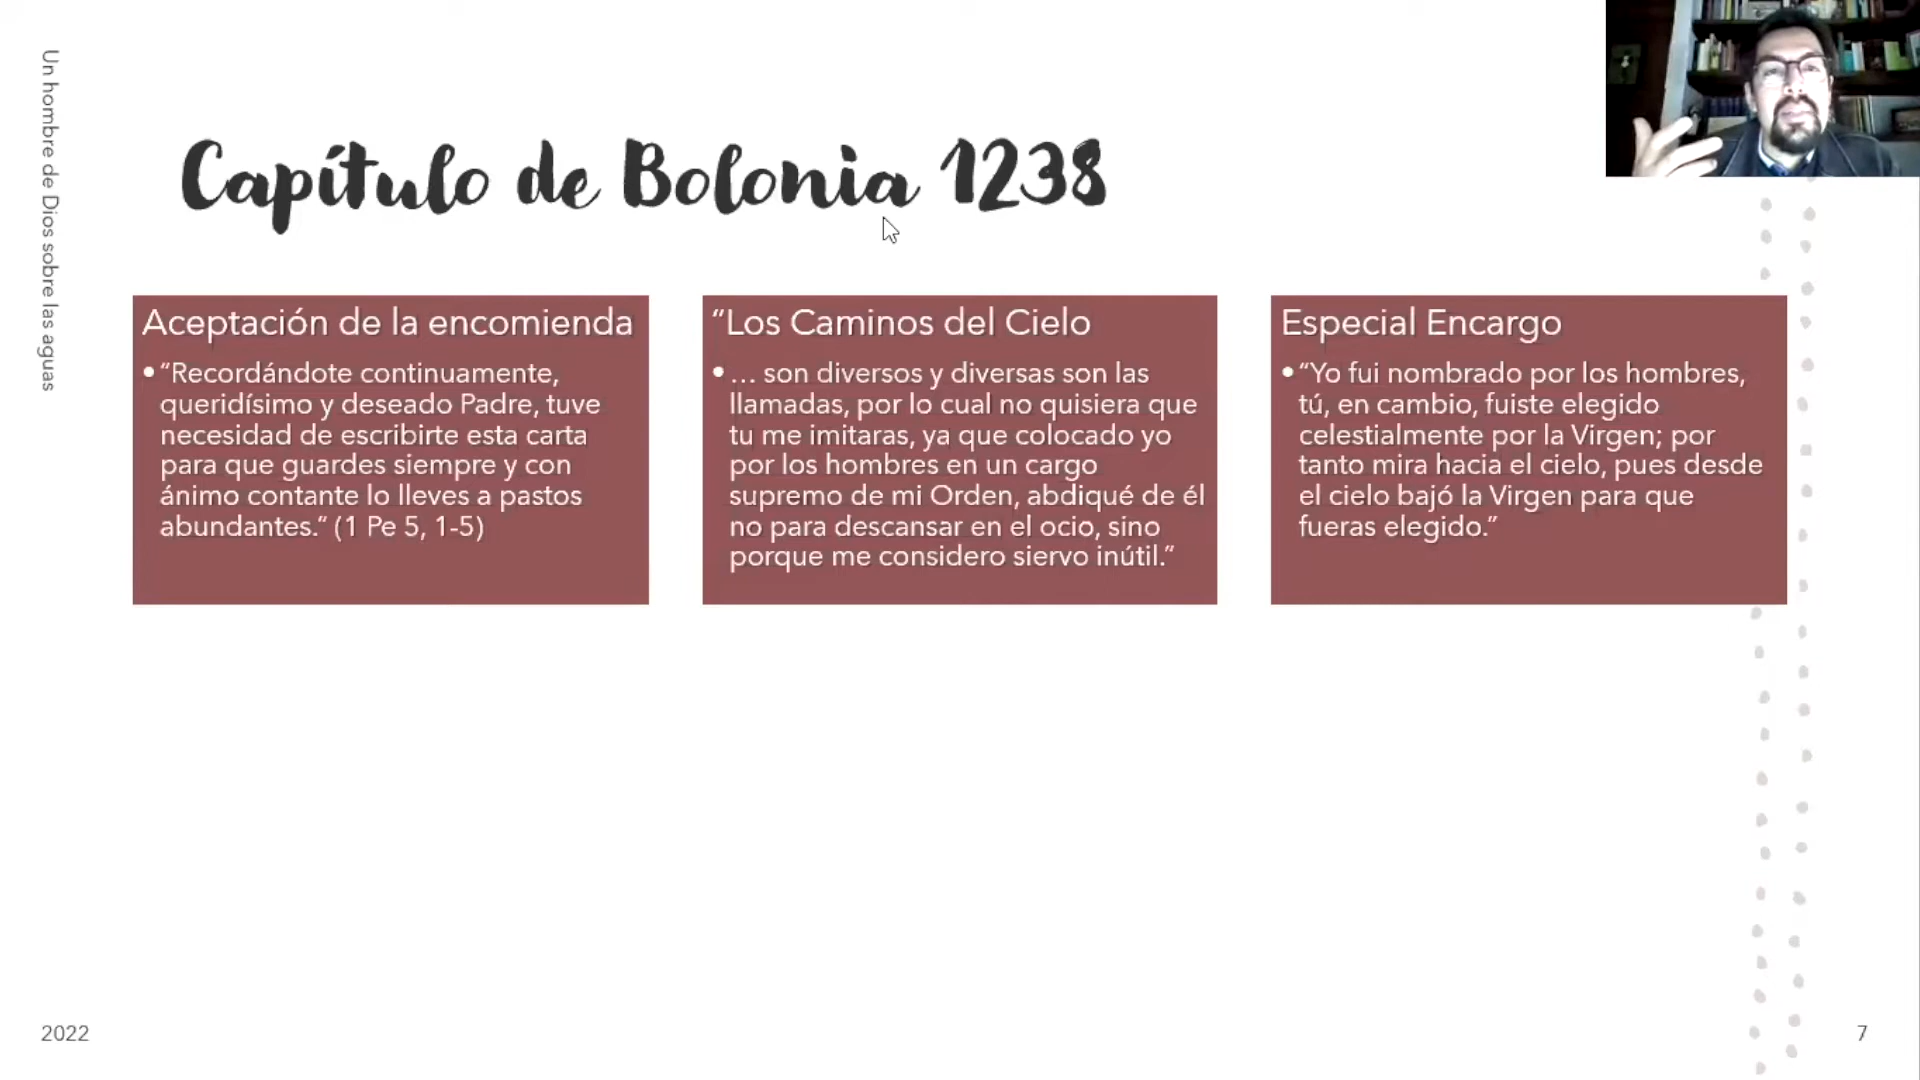 Un hombre de Dios sobre las aguas
Capítulo de Bolonia 1238
Aceptación de la encomienda
•“Recordándote continuamente,
queridísimo y deseado Padre, tuve
necesidad de escribirte esta carta
para que guardes siempre y con
ánimo contante lo lleves a pastos
abundantes.” (1 Pe 5, 1-5)
“Los Caminos del Cielo
•… son diversos y diversas son las
llamadas, por lo cual no quisiera que
tu me imitaras, ya que colocado yo
por los hombres en un cargo
supremo de mi Orden, abdiqué de él
no para descansar en el ocio, sino
porque me considero siervo inútil.”
Especial Encargo
•“Yo fui nombrado por los hombres,
tú, en cambio, fuiste elegido
celestialmente por la Virgen; por
tanto mira hacia el cielo, pues desde
el cielo bajó la Virgen para que
fueras elegido.”
2022
7